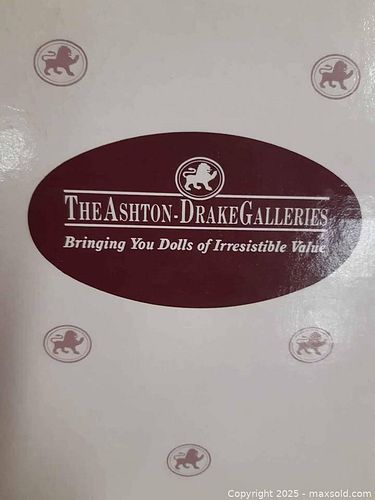 The Ashton-Drake Galleries
Bringing You Dolls of Irresistible Value
Copyright © 2025 - maxsold.com